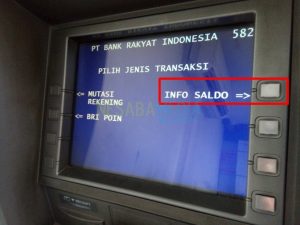 PT BANK RAKYAT INDONESIA 582
PILIH JENIS TRANSAKSI
<= MUTASI REKENING
INFO SALDO =>
<= BRI POIN